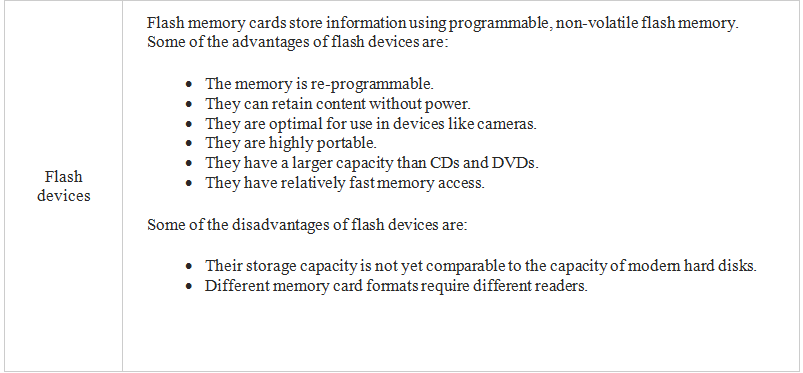 Flash memory cards store information using programmable, non-volatile flash memory.
Some of the advantages of flash devices are:
• The memory is re-programmable.
• They can retain content without power.
• They are optimal for use in devices like cameras.
• They are highly portable.
• They have a larger capacity than CDs and DVDs.
• They have relatively fast memory access.
Flash
devices
Some of the disadvantages of flash devices are:
• Their storage capacity is not yet comparable to the capacity of modern hard disks.
• Different memory card formats require different readers.